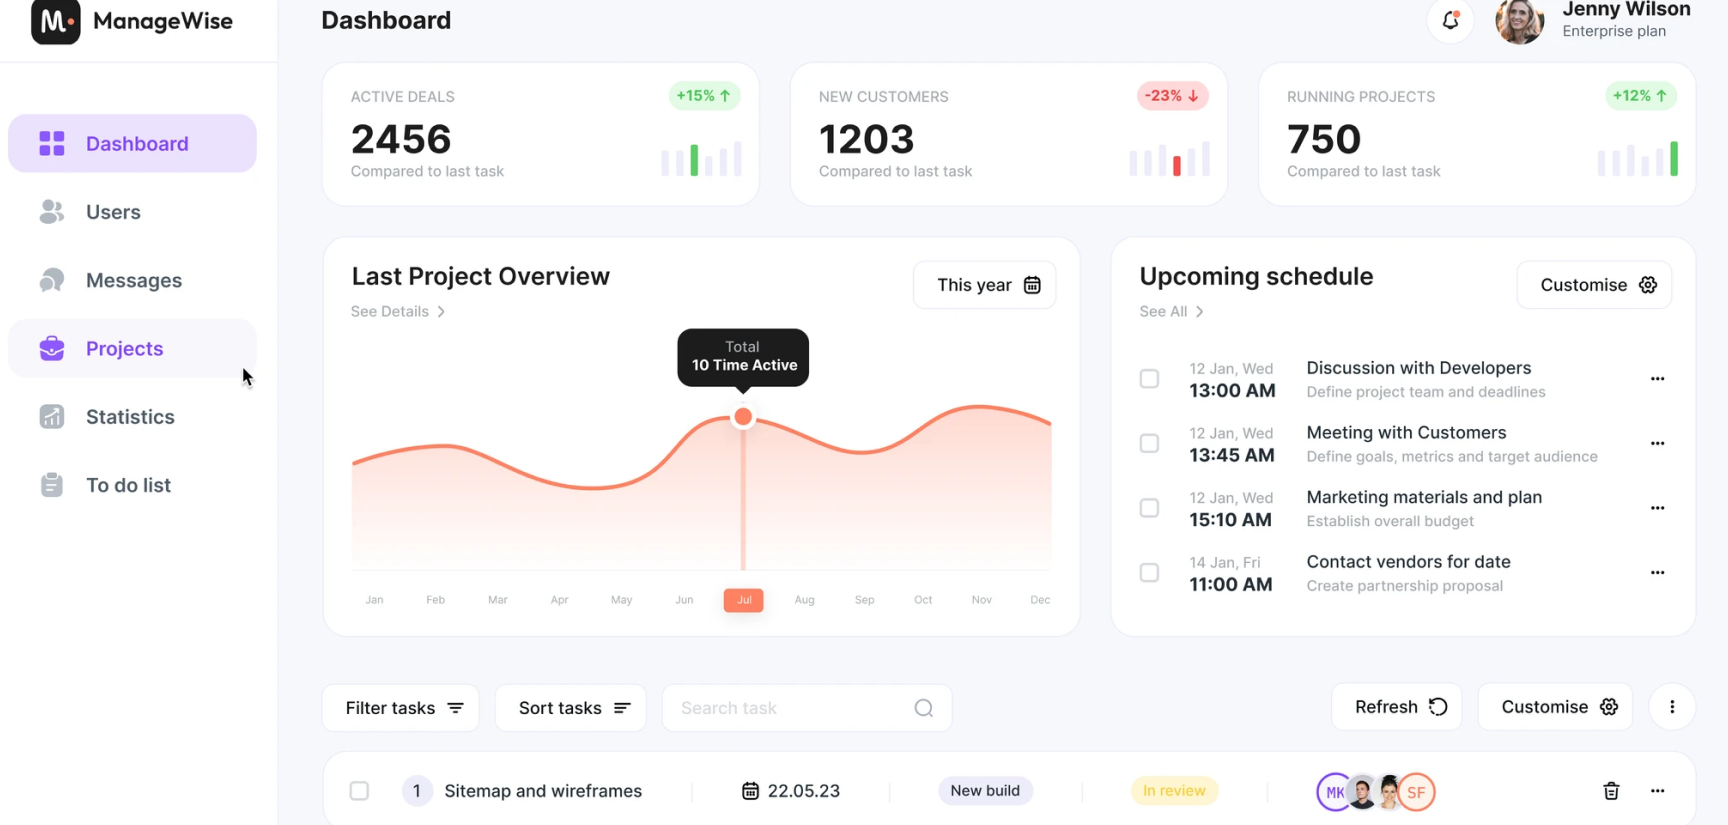 M.
ManageWise
Dashboard
Jenny Wilson
Enterprise plan
Dashboard
Users
Messages
Projects
Statistics
To do list
ACTIVE DEALS
+15% ↑
2456
Compared to last task
NEW CUSTOMERS
-23% ↓
1203
Compared to last task
RUNNING PROJECTS
+12% ↑
750
Compared to last task
Last Project Overview
See Details >
This year
Total
10 Time Active
Jan Feb Mar Apr May Jun Jul Aug Sep Oct Nov Dec
Upcoming schedule
See All >
Customise
12 Jan, Wed
13:00 AM
Discussion with Developers
Define project team and deadlines
12 Jan, Wed
13:45 AM
Meeting with Customers
Define goals, metrics and target audience
12 Jan, Wed
15:10 AM
Marketing materials and plan
Establish overall budget
14 Jan, Fri
11:00 AM
Contact vendors for date
Create partnership proposal
Filter tasks
Sort tasks
Search task
Refresh
Customise
1 Sitemap and wireframes 22.05.23 New build In review MK SF